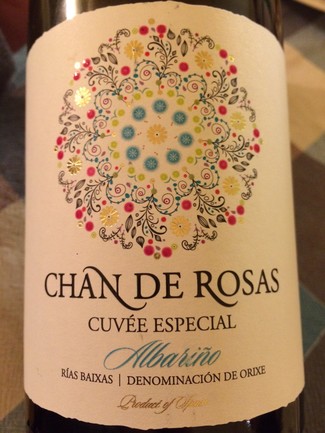 CHAN DE ROSAS
CUVÉE ESPECIAL
Albariño
RÍAS BAIXAS | DENOMINACIÓN DE ORIXE
Product of Spain